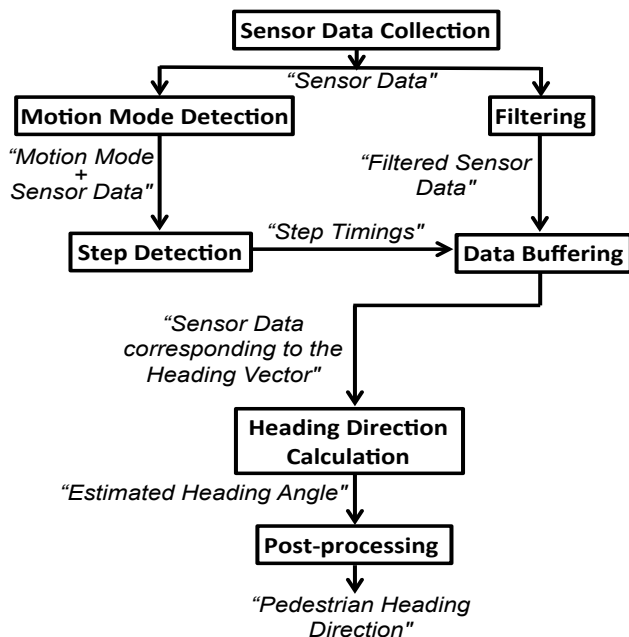 Sensor Data Collection
“Sensor Data"
Motion Mode Detection
Filtering
“Motion Mode
+
Sensor Data"
“Filtered Sensor
Data"
Step Detection
“Step Timings"
Data Buffering
“Sensor Data
corresponding to the
Heading Vector"
Heading Direction
Calculation
“Estimated Heading Angle"
Post-processing
“Pedestrian Heading
Direction"